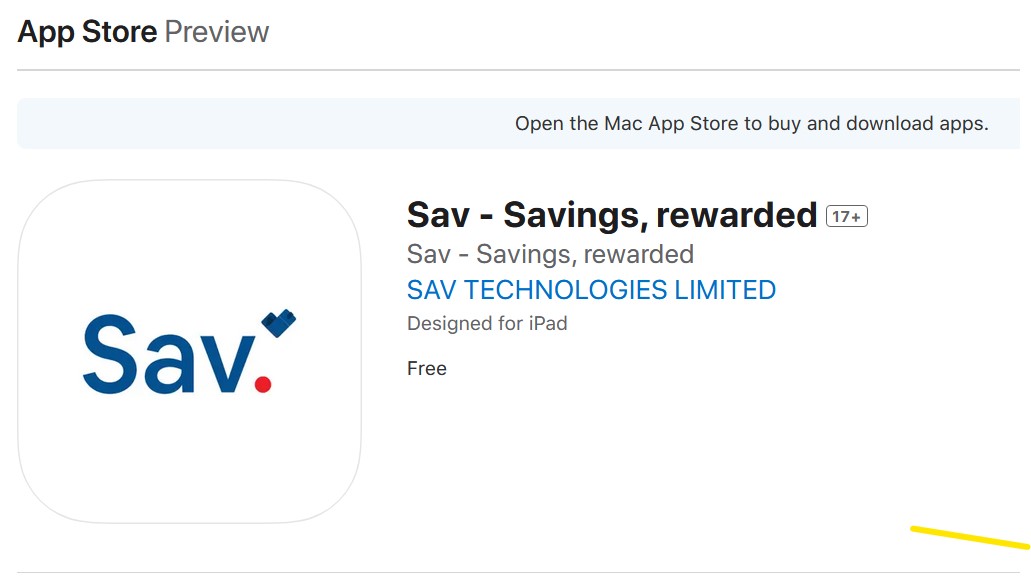 App Store Preview
Open the Mac App Store to buy and download apps.
Sav.
Sav - Savings, rewarded 17+
Sav - Savings, rewarded
SAV TECHNOLOGIES LIMITED
Designed for iPad
Free